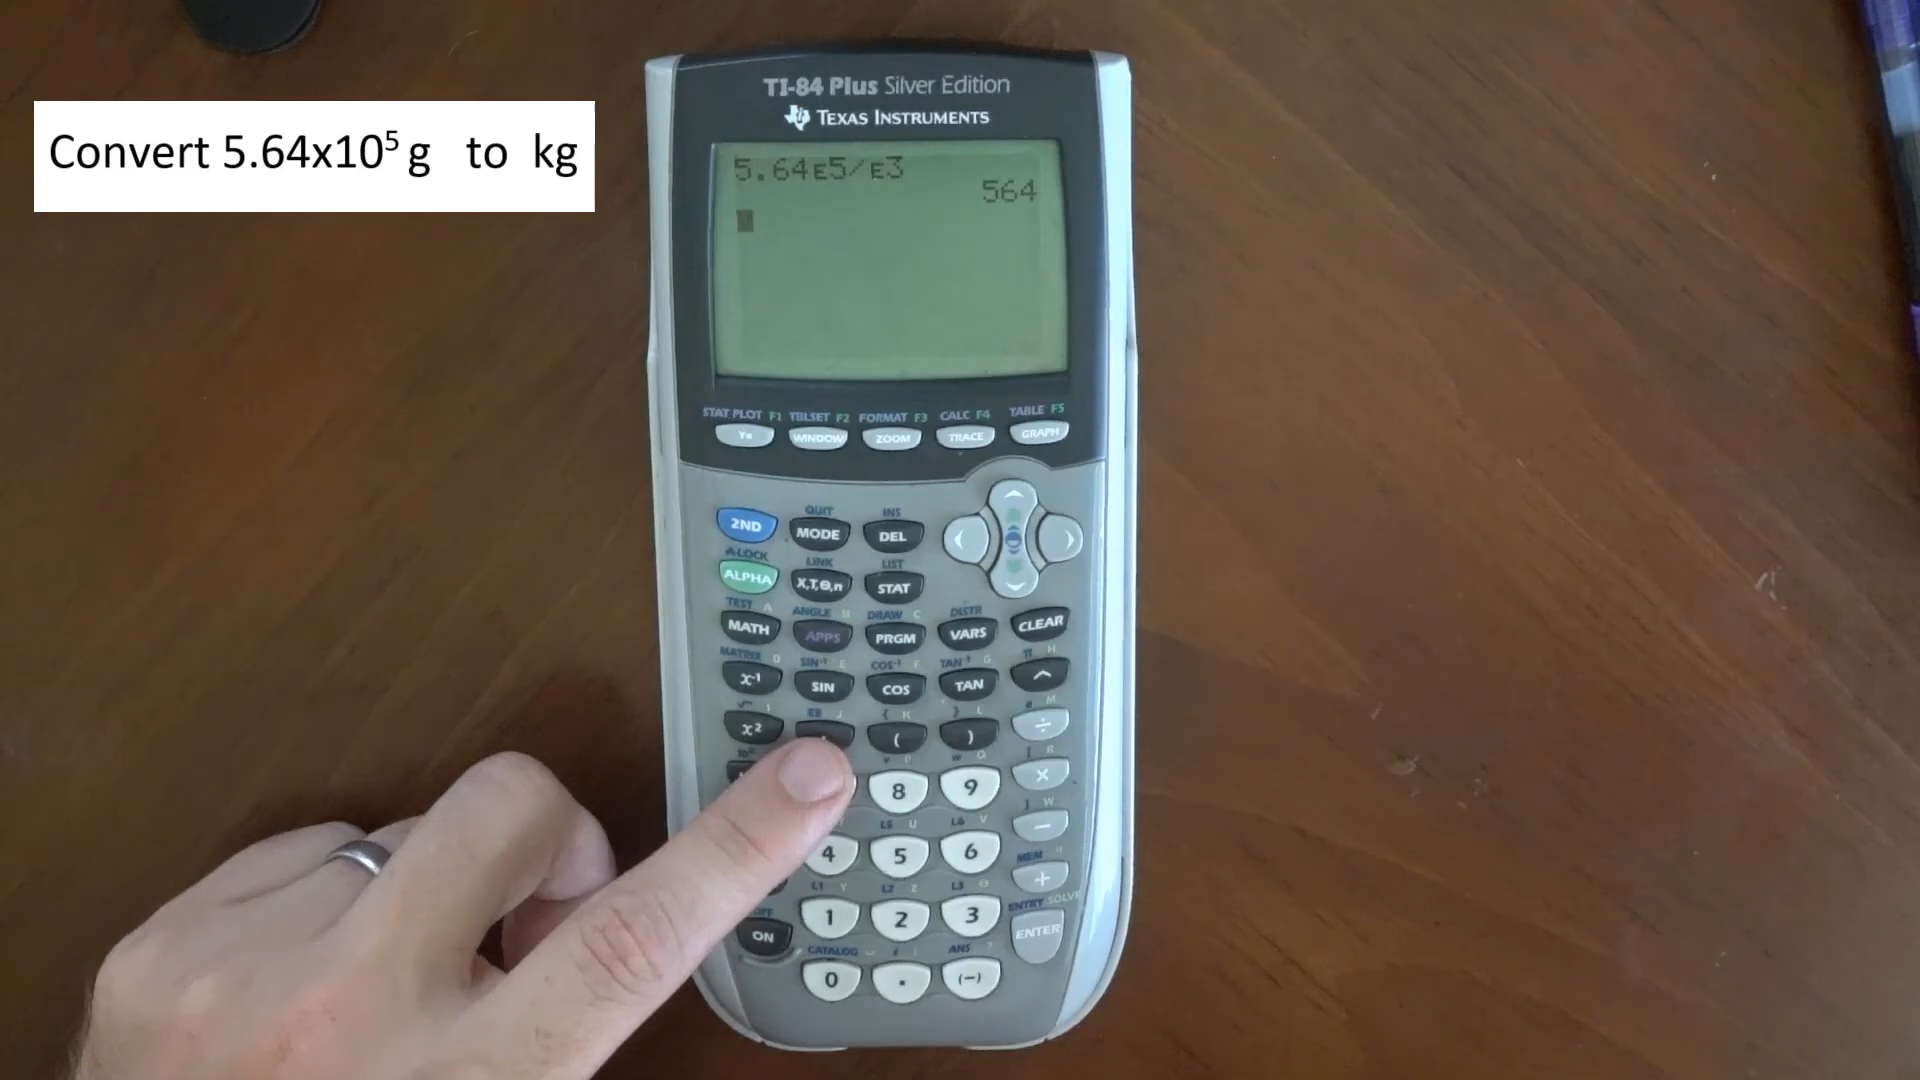 Convert 5.64x10⁵ g to kg
TI-84 Plus Silver Edition
TEXAS INSTRUMENTS
5.64E5/E3
564
STAT PLOT F1 TBLSET F2 FORMAT F3 CALC F4 TABLE F5
Y= WINDOW ZOOM TRACE GRAPH
QUIT INS
2ND MODE DEL
A-LOCK LINK LIST
ALPHA X,T,Θ,n STAT
TEST A ANGLE B DRAW C DISTR
MATH APPS PRGM VARS CLEAR
MATRIX D SIN⁻¹ E COS⁻¹ F TAN⁻¹ G π H
x⁻¹ SIN COS TAN ^
√ I EE J { K } L e M
x² , ( ) ÷
10ˣ v P w Q [ R
8 9 ×
L5 U L6 V ] W
4 5 6 −
L1 Y L2 Z L3 Θ MEM "
1 2 3 +
OFF ENTRY SOLVE
ON ENTER
CATALOG i : ANS ?
0 . (−)